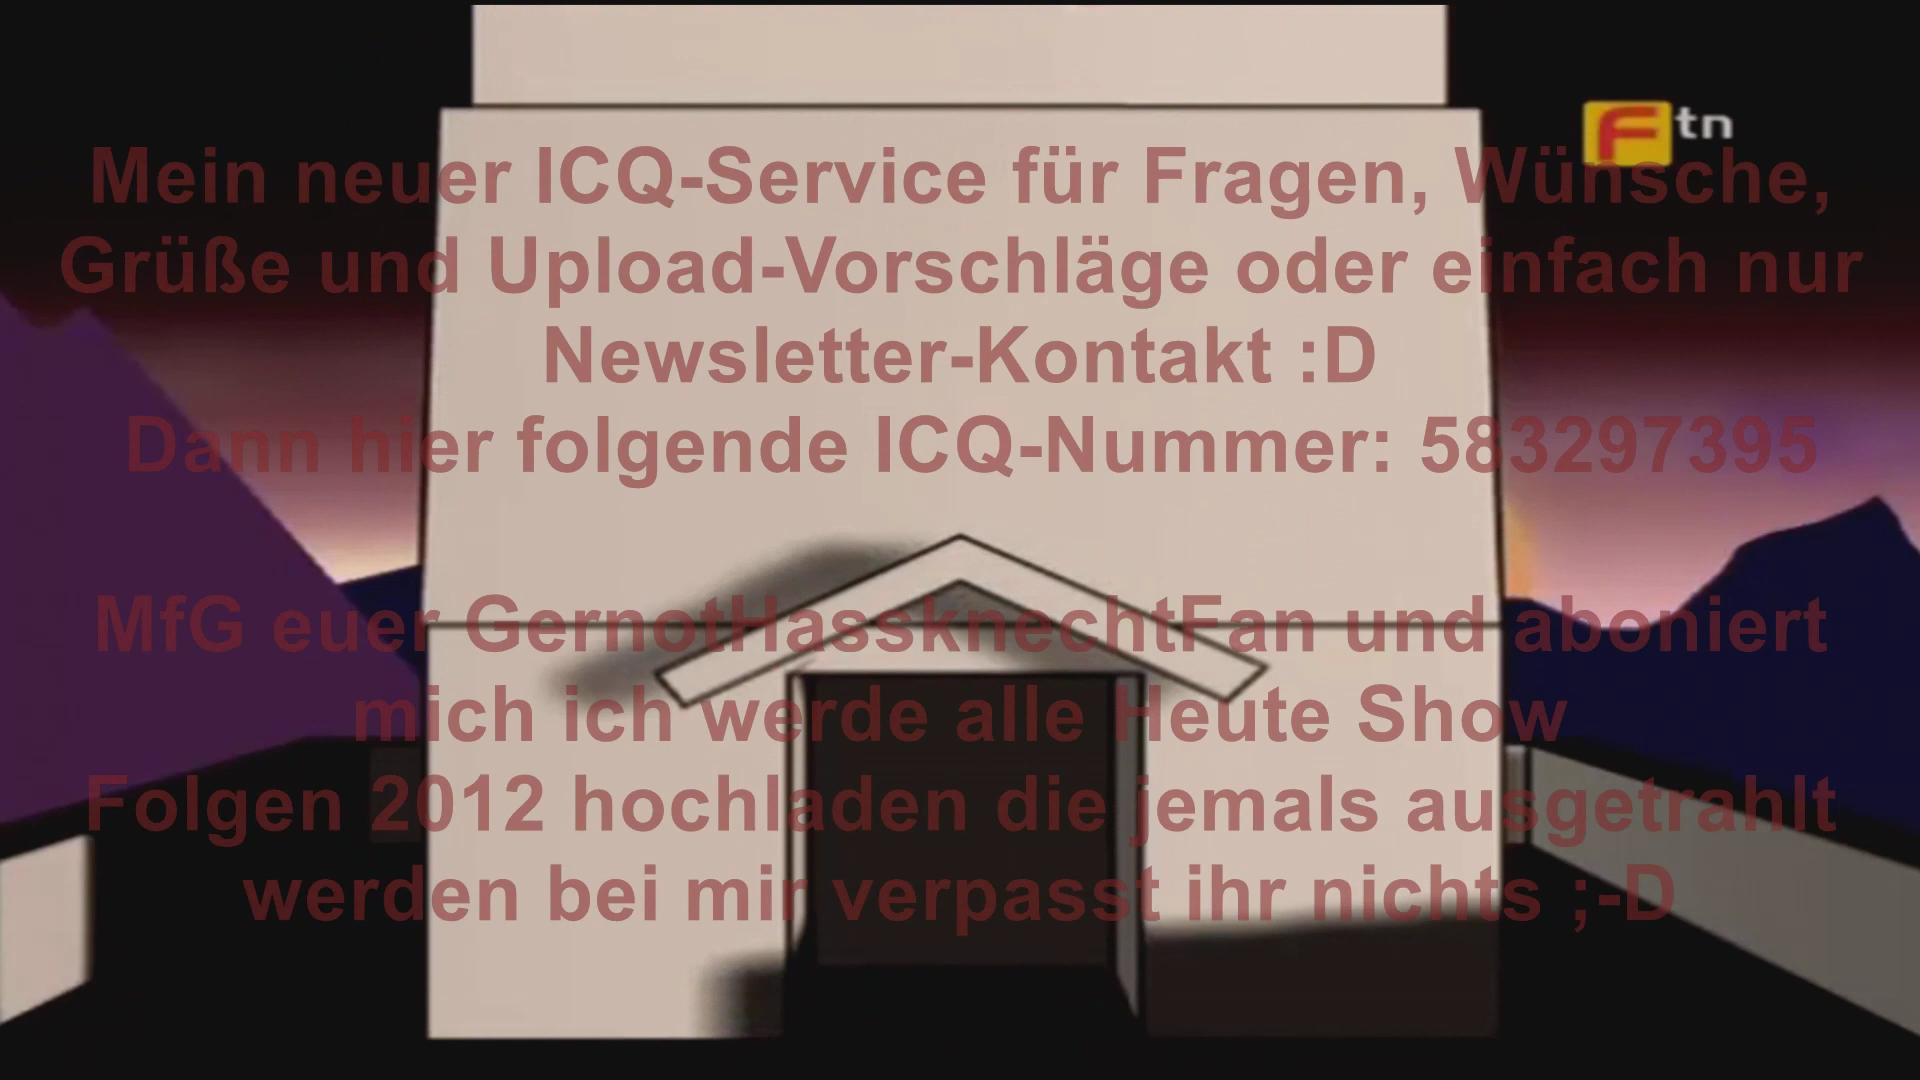 F tn
Mein neuer ICQ-Service für Fragen, Wünsche,
Grüße und Upload-Vorschläge oder einfach nur
Newsletter-Kontakt :D
Dann hier folgende ICQ-Nummer: 583297395
MfG euer GernotHassknechtFan und aboniert
mich ich werde alle Heute Show
Folgen 2012 hochladen die jemals ausgetrahlt
werden bei mir verpasst ihr nichts ;-D